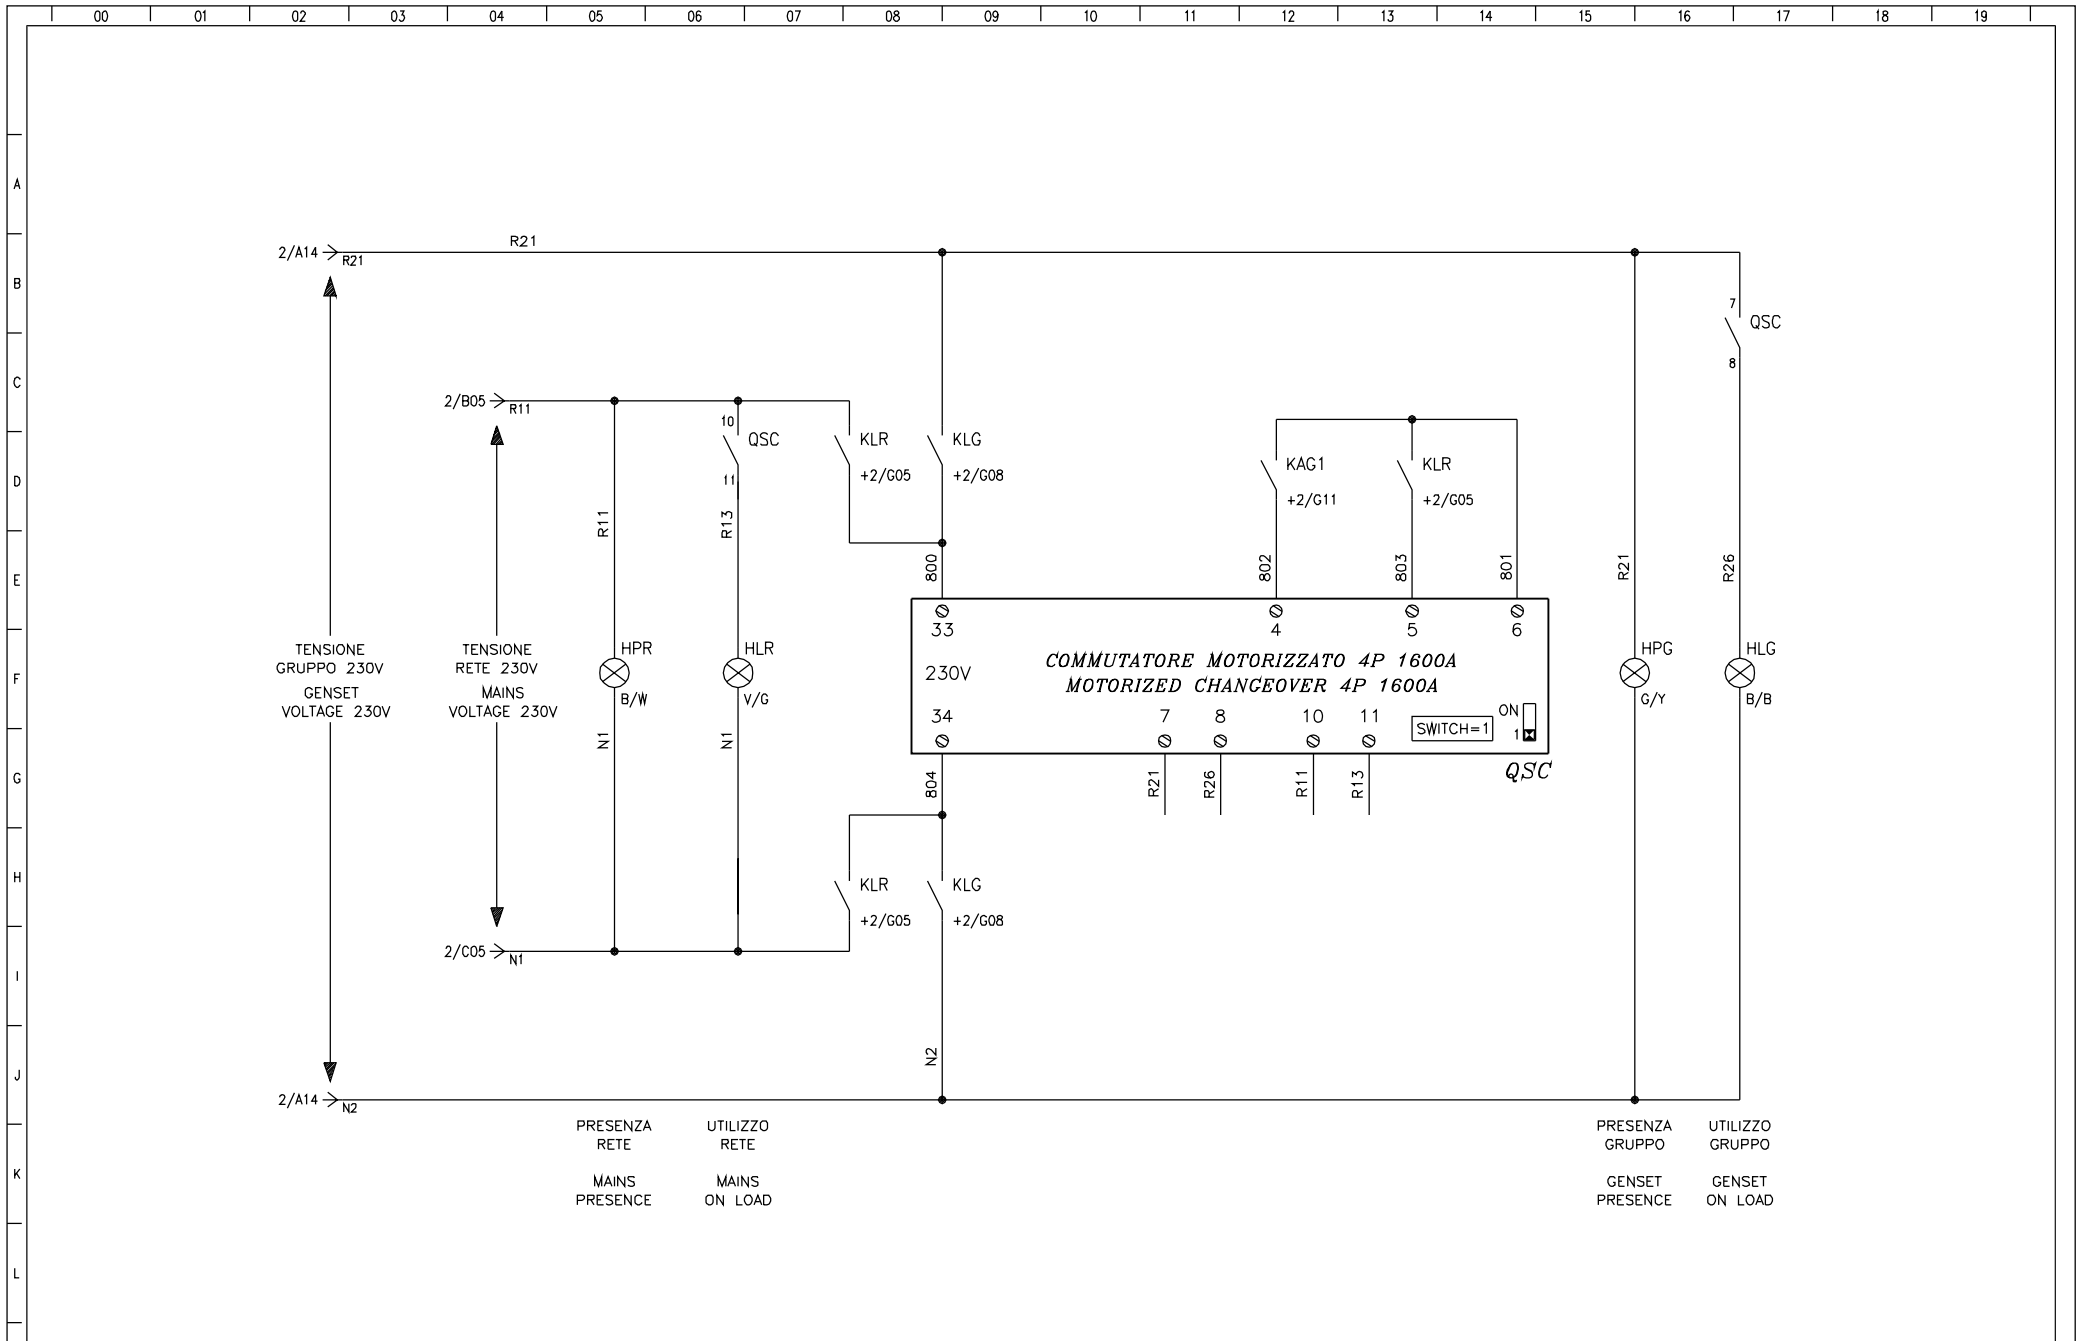 00 01 02 03 04 05 06 07 08 09 10 11 12 13 14 15 16 17 18 19
A
B
C
D
E
F
G
H
I
J
K
L
R21
2/A14
R21
7
QSC
8
2/B05
R11
10
QSC
11
KLR
+2/G05
KLG
+2/G08
KAG1
+2/G11
KLR
+2/G05
R11
R13
800
802
803
801
R21
R26
33
4
5
6
TENSIONE
GRUPPO 230V
GENSET
VOLTAGE 230V
TENSIONE
RETE 230V
MAINS
VOLTAGE 230V
HPR
B/W
HLR
V/G
230V
COMMUTATORE MOTORIZZATO 4P 1600A
MOTORIZED CHANGEOVER 4P 1600A
HPG
G/Y
HLG
B/B
34
7
8
10
11
SWITCH=1
ON
1
QSC
N1
N1
804
R21
R26
R11
R13
KLR
+2/G05
KLG
+2/G08
2/C05
N1
N2
2/A14
N2
PRESENZA
RETE
MAINS
PRESENCE
UTILIZZO
RETE
MAINS
ON LOAD
PRESENZA
GRUPPO
GENSET
PRESENCE
UTILIZZO
GRUPPO
GENSET
ON LOAD